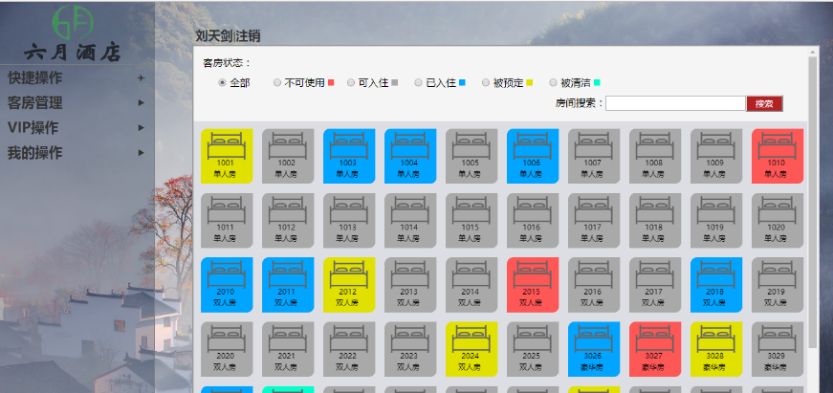 刘天剑|注销
六月酒店
快捷操作 +
客房管理
VIP操作
我的操作
客房状态：
全部 不可使用 可入住 已入住 被预定 被清洁
房间搜索： 搜索
1001 1002 1003 1004 1005 1006 1007 1008 1009 1010
单人房 单人房 单人房 单人房 单人房 单人房 单人房 单人房 单人房 单人房
1011 1012 1013 1014 1015 1016 1017 1018 1019 1020
单人房 单人房 单人房 单人房 单人房 单人房 单人房 单人房 单人房 单人房
2010 2011 2012 2013 2014 2015 2016 2017 2018 2019
双人房 双人房 双人房 双人房 双人房 双人房 双人房 双人房 双人房 双人房
2020 2021 2022 2023 2024 2025 3026 3027 3028 3029
双人房 双人房 双人房 双人房 双人房 双人房 豪华房 豪华房 豪华房 豪华房